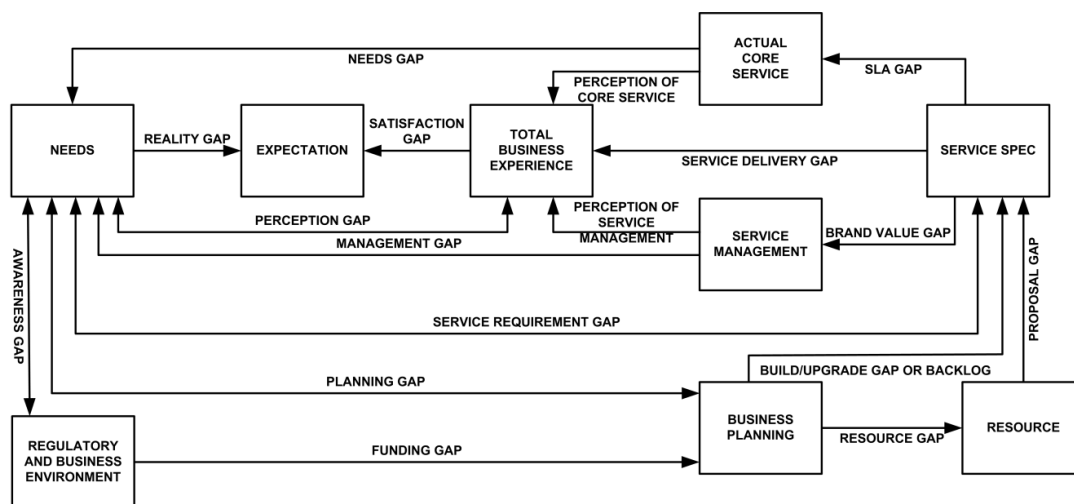 NEEDS GAP
ACTUAL
CORE
SERVICE
SLA GAP
PERCEPTION OF
CORE SERVICE
NEEDS
REALITY GAP
EXPECTATION
SATISFACTION
GAP
TOTAL
BUSINESS
EXPERIENCE
SERVICE DELIVERY GAP
SERVICE SPEC
PERCEPTION GAP
PERCEPTION OF
SERVICE
MANAGEMENT
MANAGEMENT GAP
SERVICE
MANAGEMENT
BRAND VALUE GAP
AWARENESS GAP
SERVICE REQUIREMENT GAP
PROPOSAL GAP
PLANNING GAP
BUILD/UPGRADE GAP OR BACKLOG
REGULATORY
AND BUSINESS
ENVIRONMENT
FUNDING GAP
BUSINESS
PLANNING
RESOURCE GAP
RESOURCE